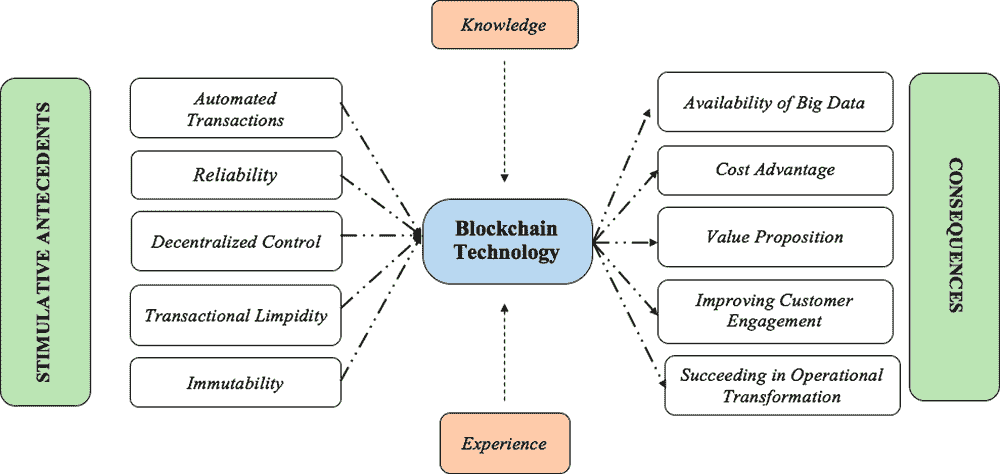 Knowledge
STIMULATIVE ANTECEDENTS
Automated
Transactions
Reliability
Decentralized Control
Transactional Limpidity
Immutability
Blockchain
Technology
Experience
Availability of Big Data
Cost Advantage
Value Proposition
Improving Customer
Engagement
Succeeding in Operational
Transformation
CONSEQUENCES